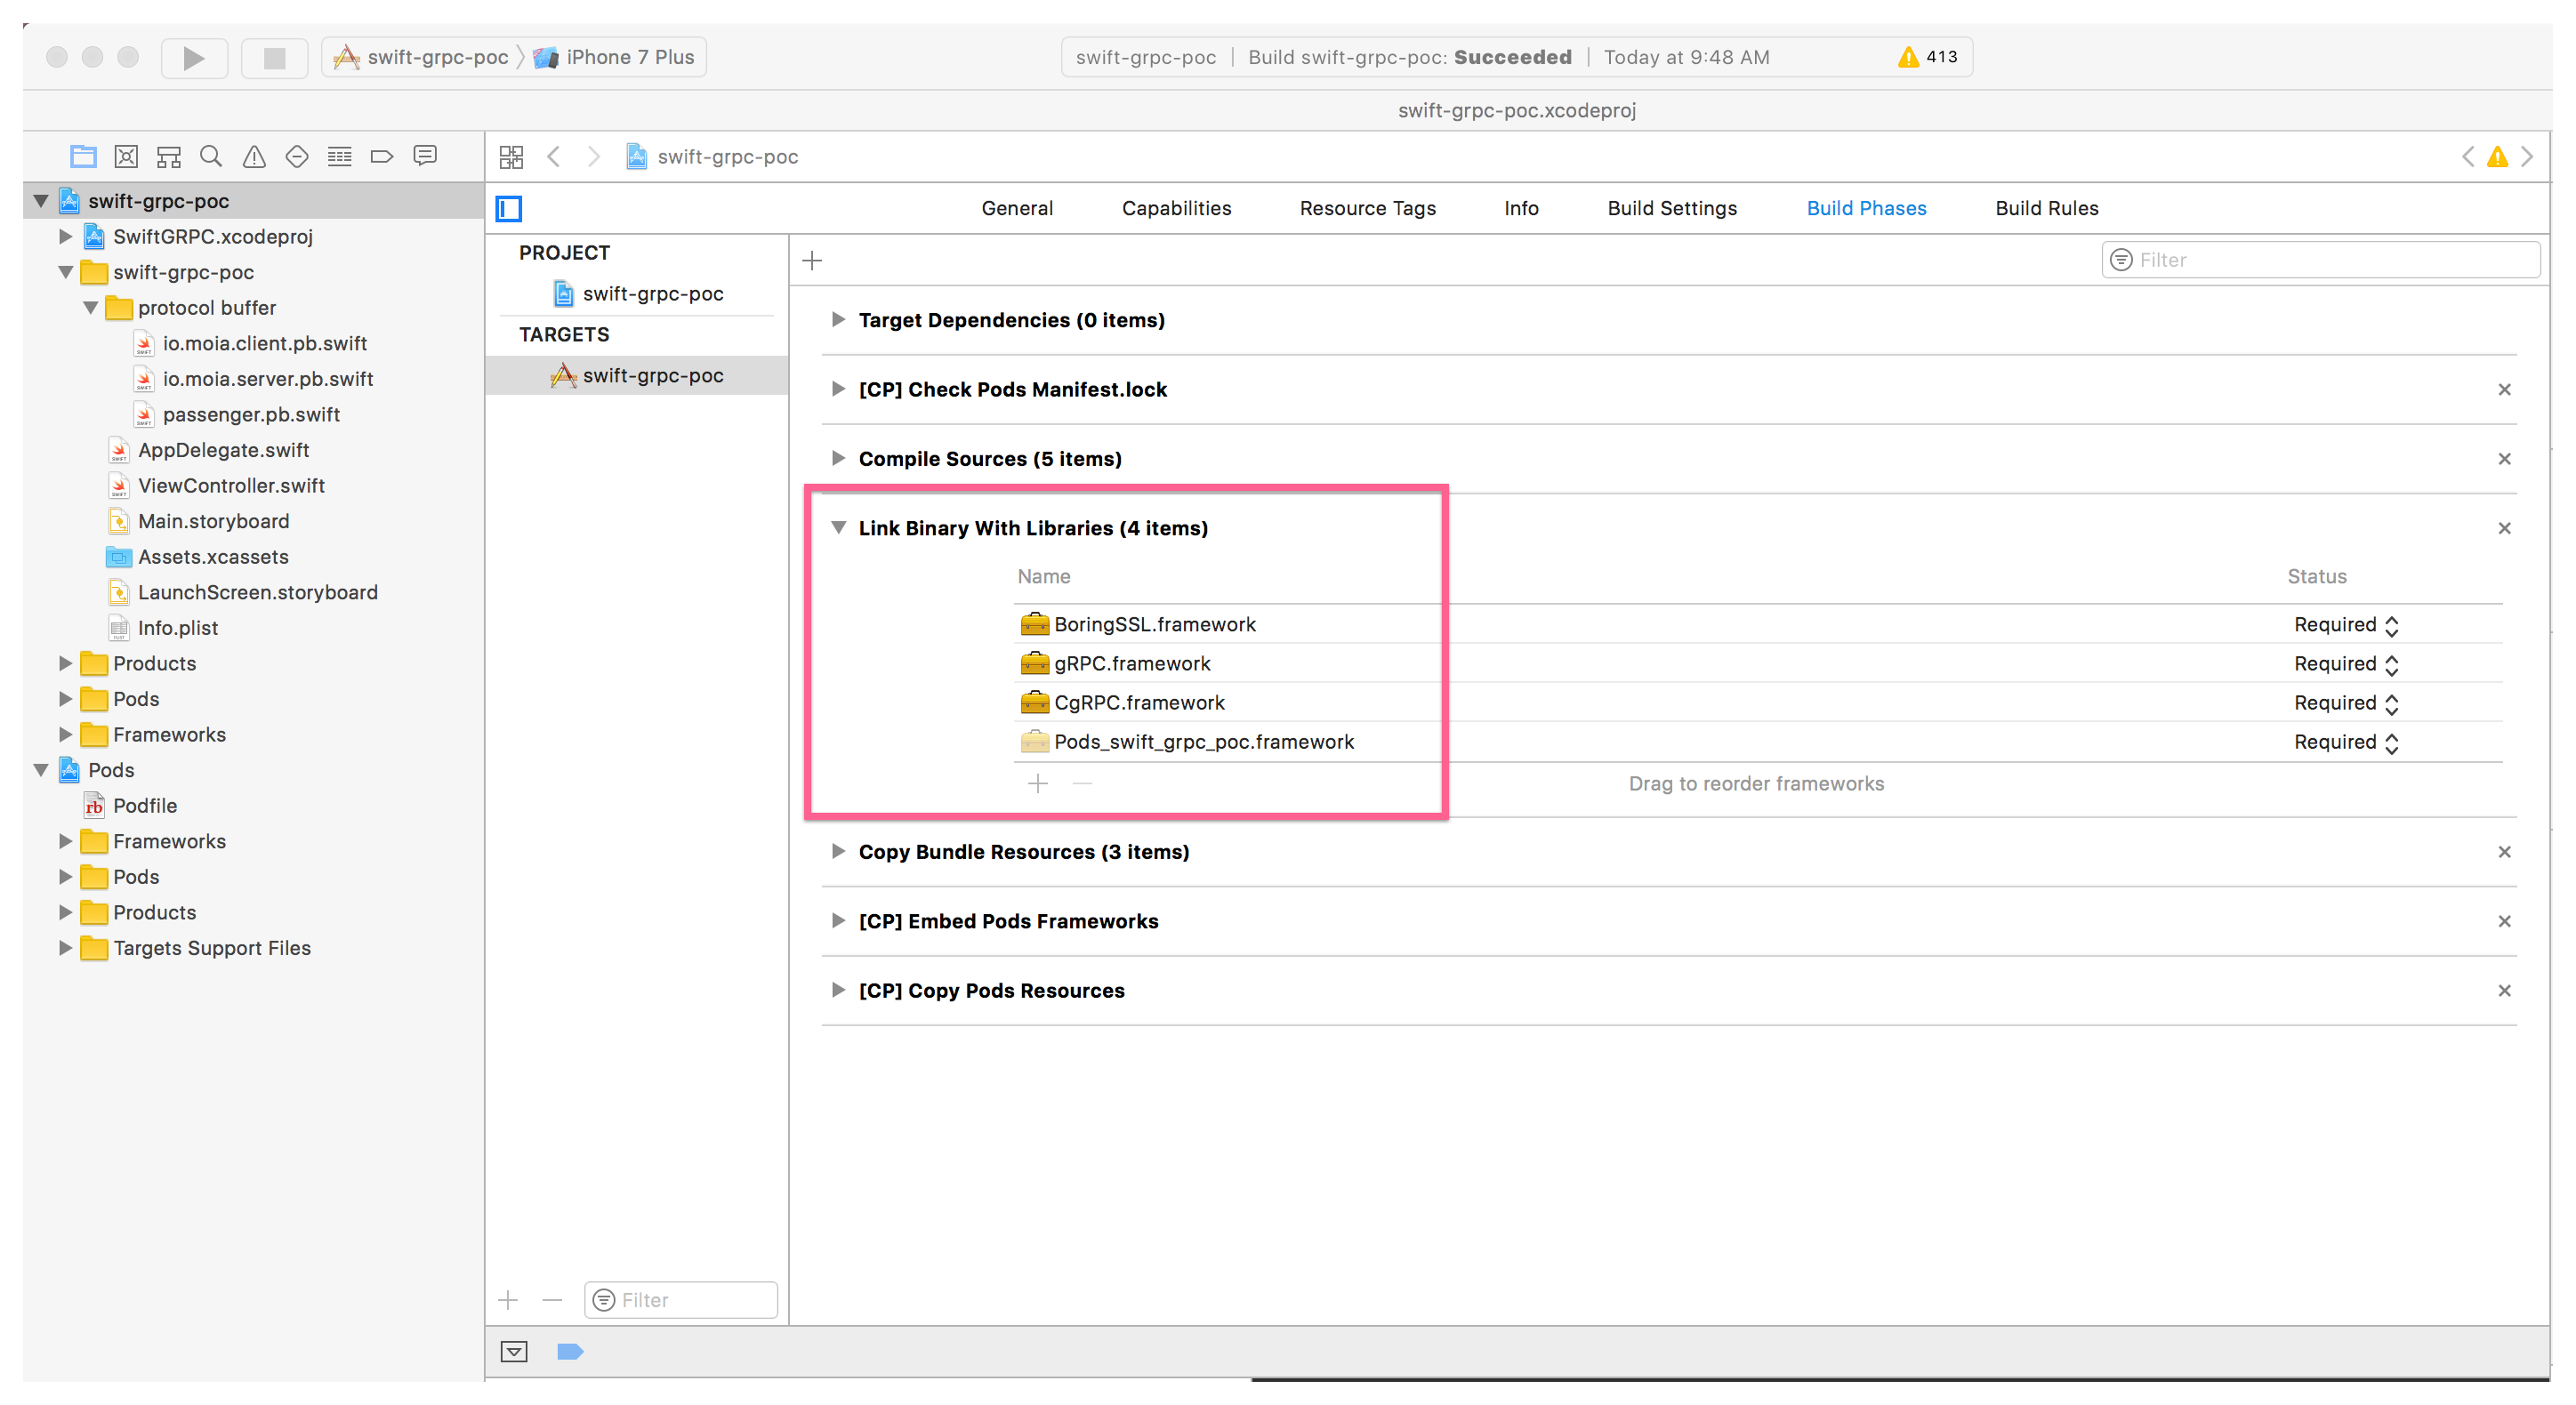 swift-grpc-poc iPhone 7 Plus
swift-grpc-poc | Build swift-grpc-poc: Succeeded | Today at 9:48 AM 413
swift-grpc-poc.xcodeproj
swift-grpc-poc
SwiftGRPC.xcodeproj
swift-grpc-poc
protocol buffer
io.moia.client.pb.swift
io.moia.server.pb.swift
passenger.pb.swift
AppDelegate.swift
ViewController.swift
Main.storyboard
Assets.xcassets
LaunchScreen.storyboard
Info.plist
Products
Pods
Frameworks
Pods
Podfile
Frameworks
Pods
Products
Targets Support Files
swift-grpc-poc
General Capabilities Resource Tags Info Build Settings Build Phases Build Rules
PROJECT
swift-grpc-poc
TARGETS
swift-grpc-poc
Filter
Filter
Target Dependencies (0 items)
[CP] Check Pods Manifest.lock
Compile Sources (5 items)
Link Binary With Libraries (4 items)
Name Status
BoringSSL.framework Required
gRPC.framework Required
CgRPC.framework Required
Pods_swift_grpc_poc.framework Required
Drag to reorder frameworks
Copy Bundle Resources (3 items)
[CP] Embed Pods Frameworks
[CP] Copy Pods Resources